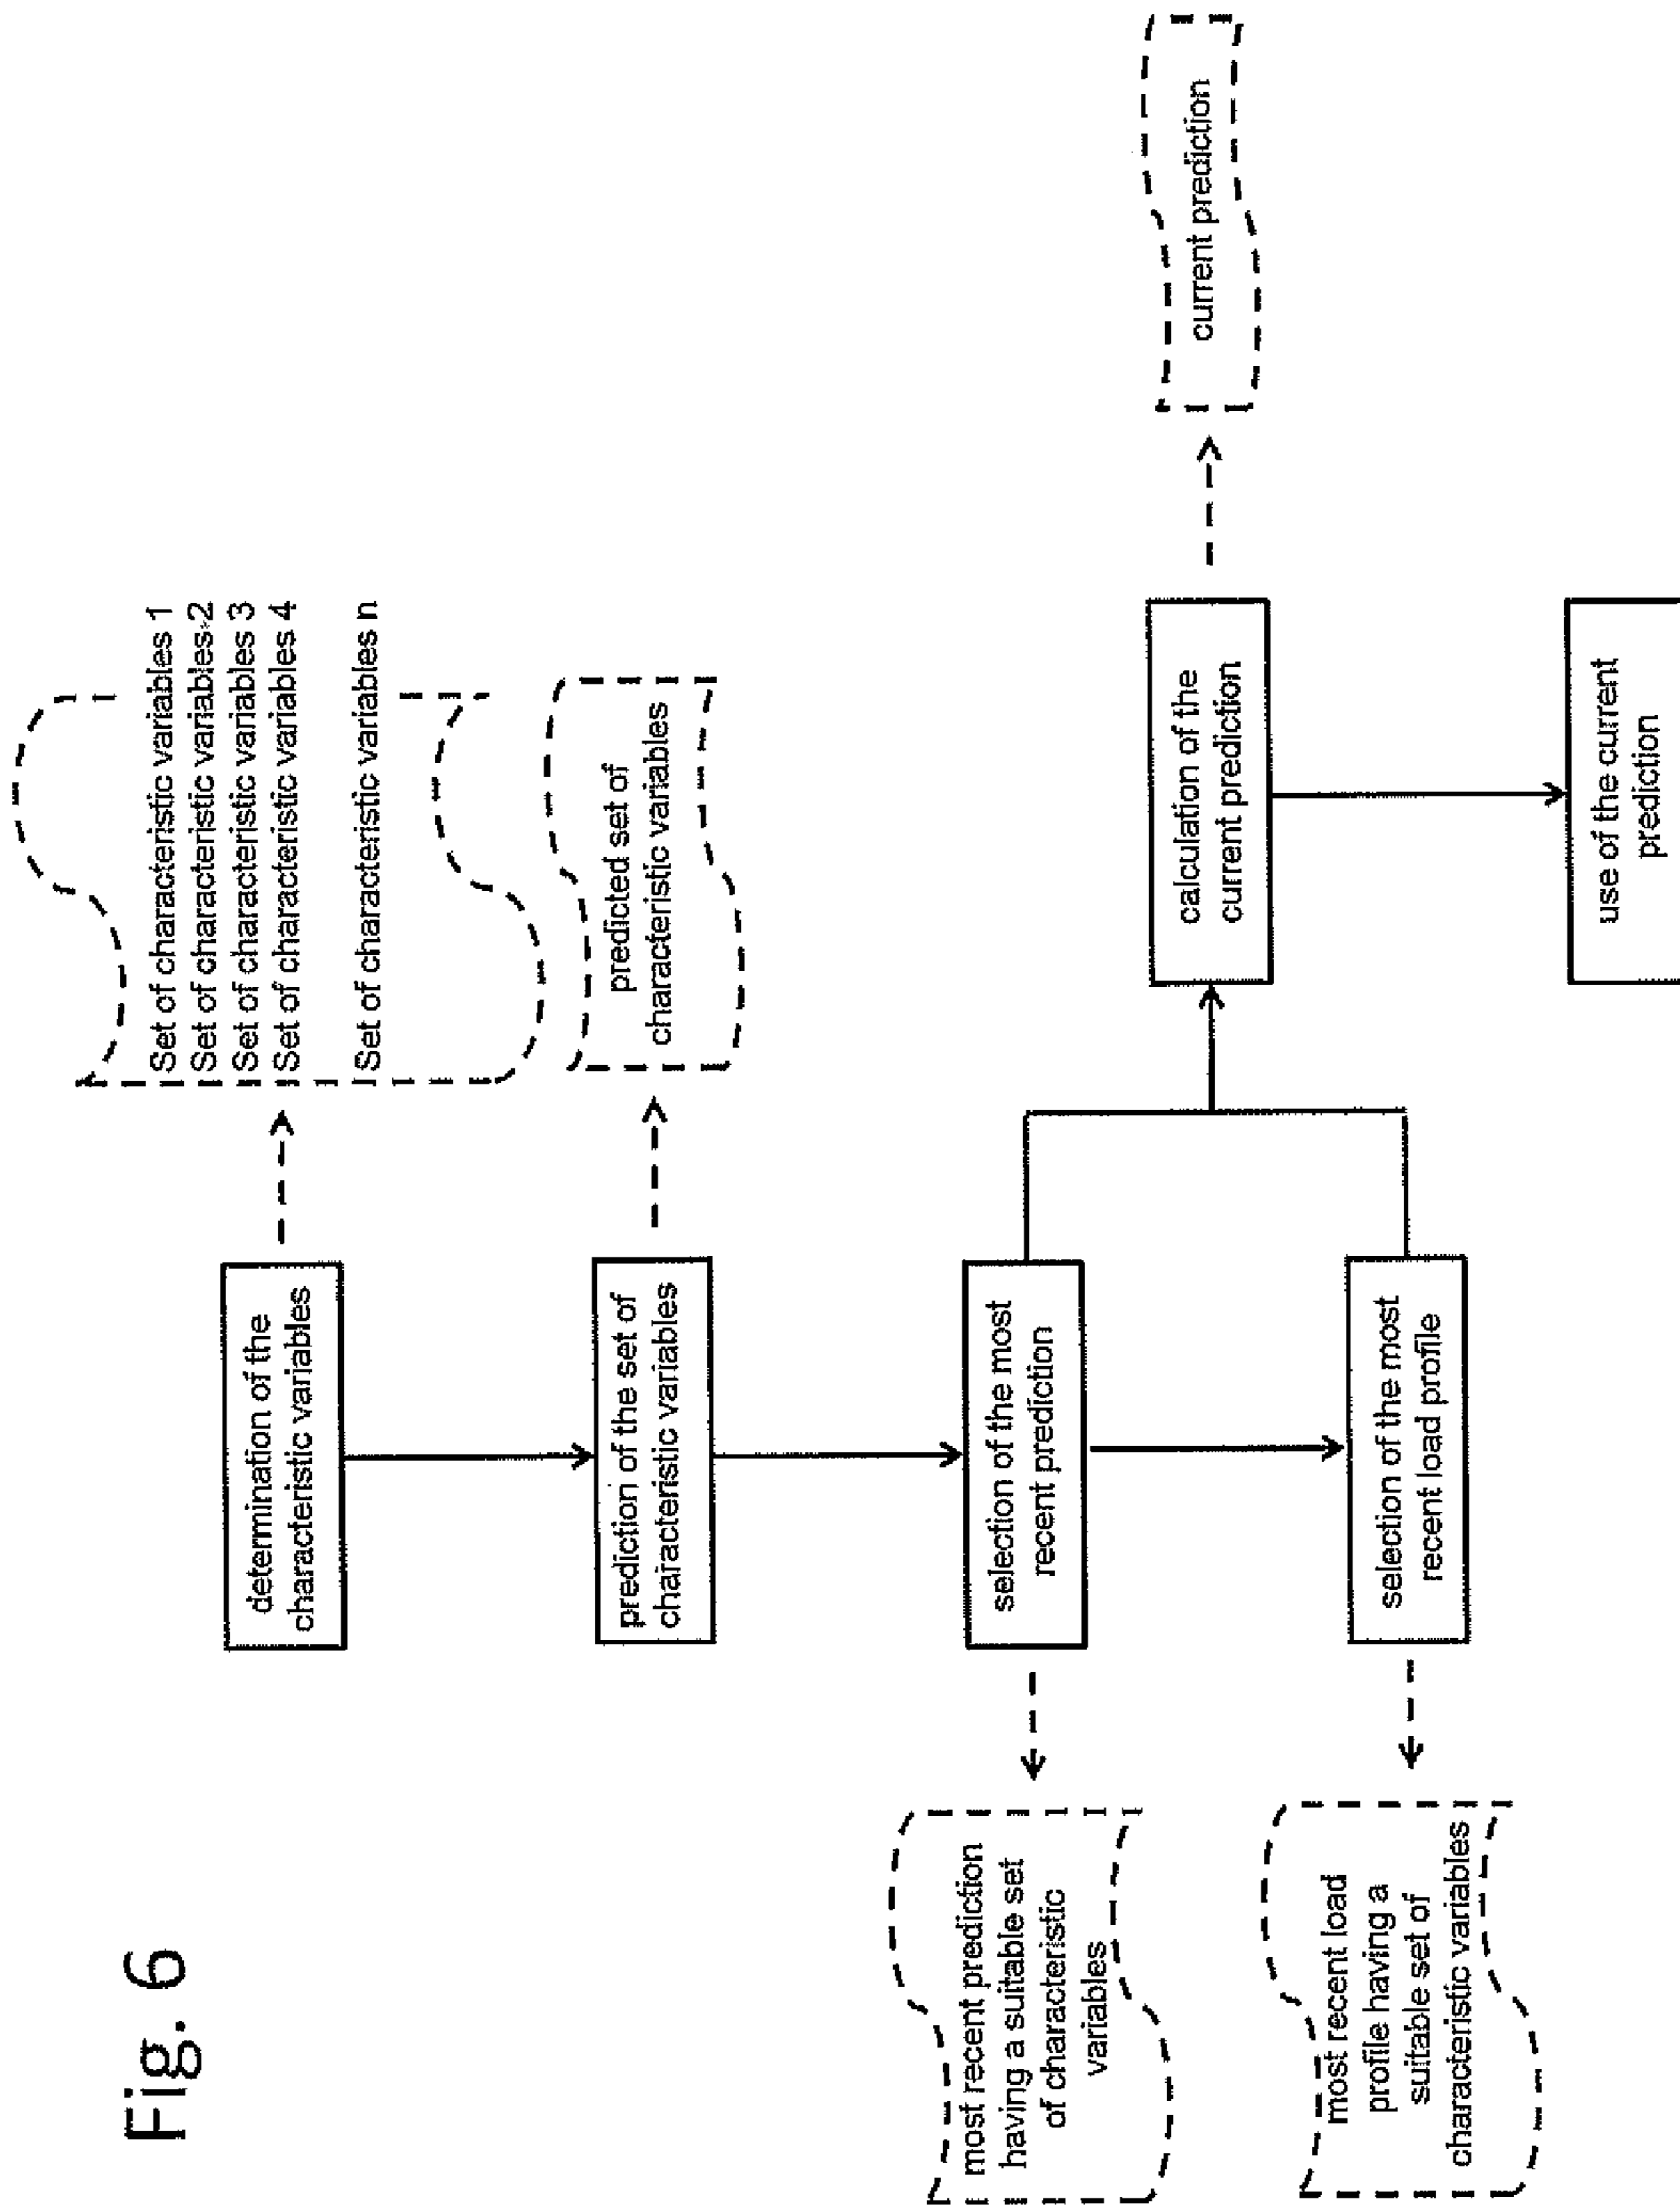 Fig. 6
determination of the
characteristic variables
Set of characteristic variables 1
Set of characteristic variables 2
Set of characteristic variables 3
Set of characteristic variables 4
Set of characteristic variables n
prediction of the set of
characteristic variables
predicted set of
characteristic variables
most recent prediction
having a suitable set
of characteristic
variables
selection of the most
recent prediction
most recent load
profile having a
suitable set of
characteristic variables
selection of the most
recent load profile
calculation of the
current prediction
current prediction
use of the current
prediction